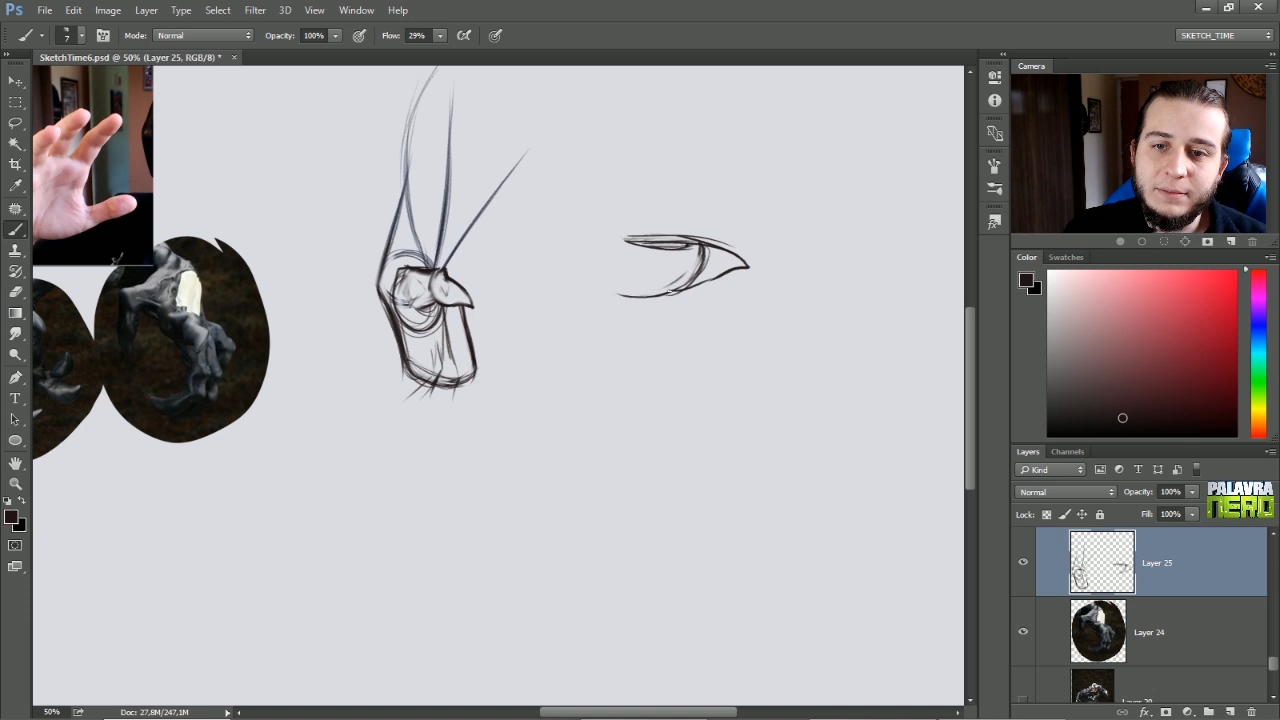 Ps File Edit Image Layer Type Select Filter 3D View Window Help
7 Mode: Normal Opacity: 100% Flow: 29% SKETCH_TIME
SketchTime6.psd @ 50% (Layer 25, RGB/8) * ×
Camera
Color Swatches
Layers Channels
Kind
Normal Opacity: 100%
Lock: Fill: 100%
PALAVRA
NERD
Layer 25
Layer 24
50% Doc: 27,8M/247,1M